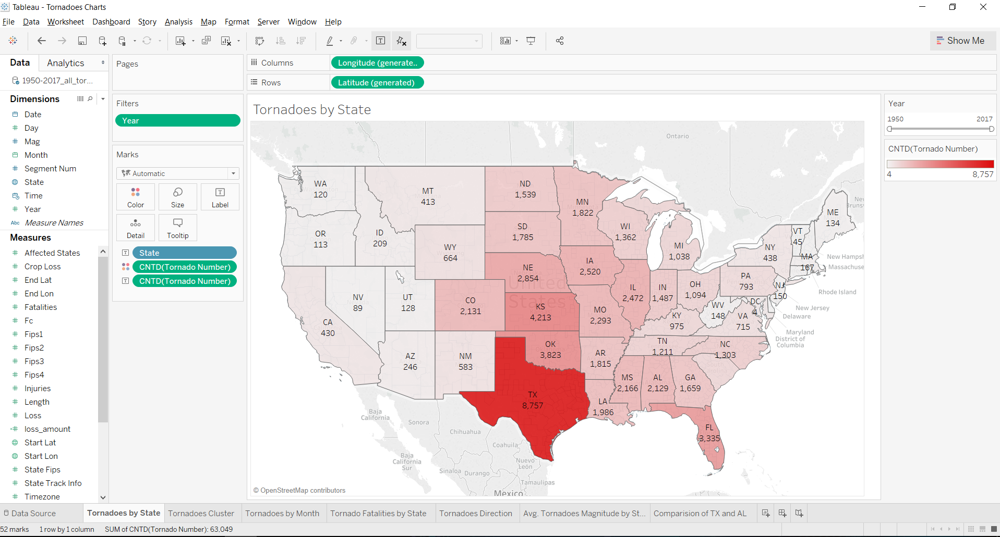 Tableau - Tornadoes Charts
File Data Worksheet Dashboard Story Analysis Map Format Server Window Help
Show Me
Data Analytics
1950-2017_all_tor...
Dimensions
Date
Day
Mag
Month
Segment Num
State
Time
Year
Abc Measure Names
Measures
Affected States
Crop Loss
End Lat
End Lon
Fatalities
Fc
Fips1
Fips2
Fips3
Fips4
Injuries
Length
Loss
loss_amount
Start Lat
Start Lon
State Fips
State Track Info
Timezone
Pages
Filters
Year
Marks
Automatic
Color Size Label
Detail Tooltip
State
CNTD(Tornado Number)
CNTD(Tornado Number)
Columns Longitude (generate..
Rows Latitude (generated)
Tornadoes by State
Ontario
WA
120
MT
413
ND
1,539
MN
1,822
OR
113
ID
209
WY
664
SD
1,785
WI
1,362
MI
1,038
NY
438
VT
45
ME
134
MA
167
New Brunsv
New Hampsh
Massachuse
Rhode Island
NE
2,854
IA
2,520
IL
2,472
IN
1,487
OH
1,094
PA
793
NJ
150
New Jersey
Delaware
Maryland
District of
Columbia
United
States
NV
89
UT
128
CO
2,131
KS
4,213
MO
2,293
KY
975
WV
148
DC
4
VA
715
CA
430
AZ
246
NM
583
OK
3,823
AR
1,815
TN
1,211
NC
1,303
TX
8,757
LA
1,986
MS
2,166
AL
2,129
GA
1,659
FL
3,335
Baja
California
Sonora
Chihuahua
Coahuila
Baja
California
Sur
Sinaloa
Durango
Nuevo
León
Tamaulipas
Mexico
© OpenStreetMap contributors
Year
1950 2017
CNTD(Tornado Number)
4 8,757
Data Source Tornadoes by State Tornadoes Cluster Tornadoes by Month Tornado Fatalities by State Tornadoes Direction Avg. Tornadoes Magnitude by St... Comparision of TX and AL
52 marks 1 row by 1 column SUM of CNTD(Tornado Number): 63,049